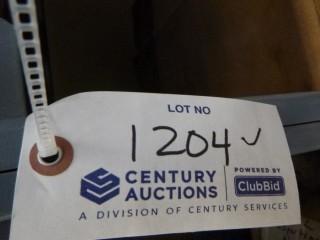 LOT NO
1204
CENTURY AUCTIONS POWERED BY ClubBid
A DIVISION OF CENTURY SERVICES